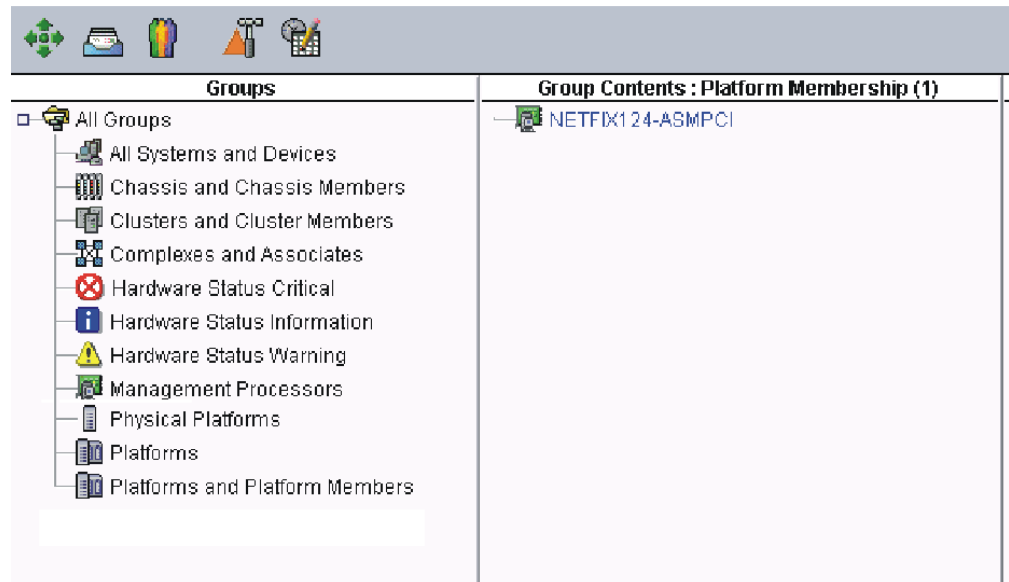 Groups
All Groups
All Systems and Devices
Chassis and Chassis Members
Clusters and Cluster Members
Complexes and Associates
Hardware Status Critical
Hardware Status Information
Hardware Status Warning
Management Processors
Physical Platforms
Platforms
Platforms and Platform Members
Group Contents : Platform Membership (1)
NETFIX124-ASMPCI